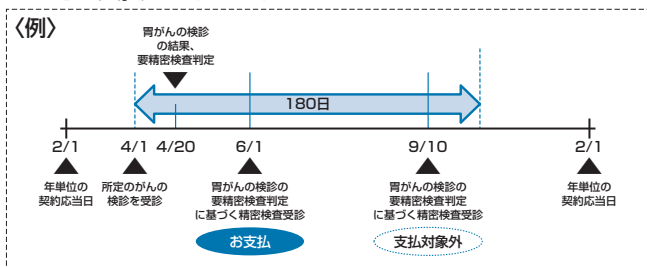 〈例〉
胃がんの検診
の結果、
要精密検査判定
180日
2/1
4/1
4/20
6/1
9/10
2/1
年単位の
契約応当日
所定のがんの
検診を受診
胃がんの検診の
要精密検査判定
に基づく精密検査受診
胃がんの検診の
要精密検査判定
に基づく精密検査受診
年単位の
契約応当日
お支払
支払対象外